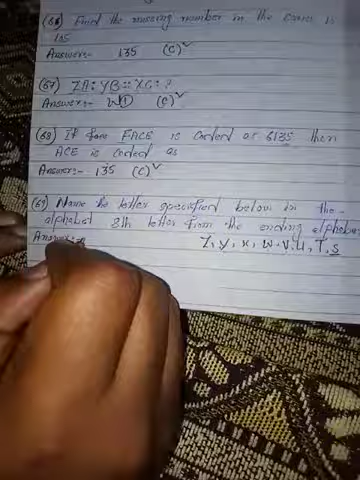 (66) Find the missing number in the series is
135
Answer:- 135 (C)
(67) ZA : YB :: XC : ?
Answer:- WD (C)
(68) If FACE is Coded as 6135 then
ACE is coded as
Answer:- 135 (C)
(69) Name the letter specified below in the
alphabet 8th letter from the ending alphabet
Answer:- Z, Y, X, W, V, U, T, S